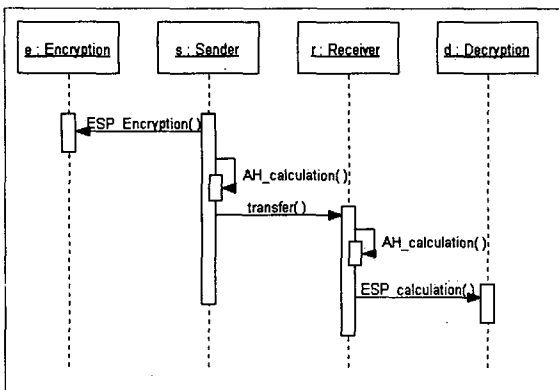 e : Encryption
s : Sender
r : Receiver
d : Decryption
ESP_Encryption( )
AH_calculation( )
transfer( )
AH_calculation( )
ESP_calculation( )